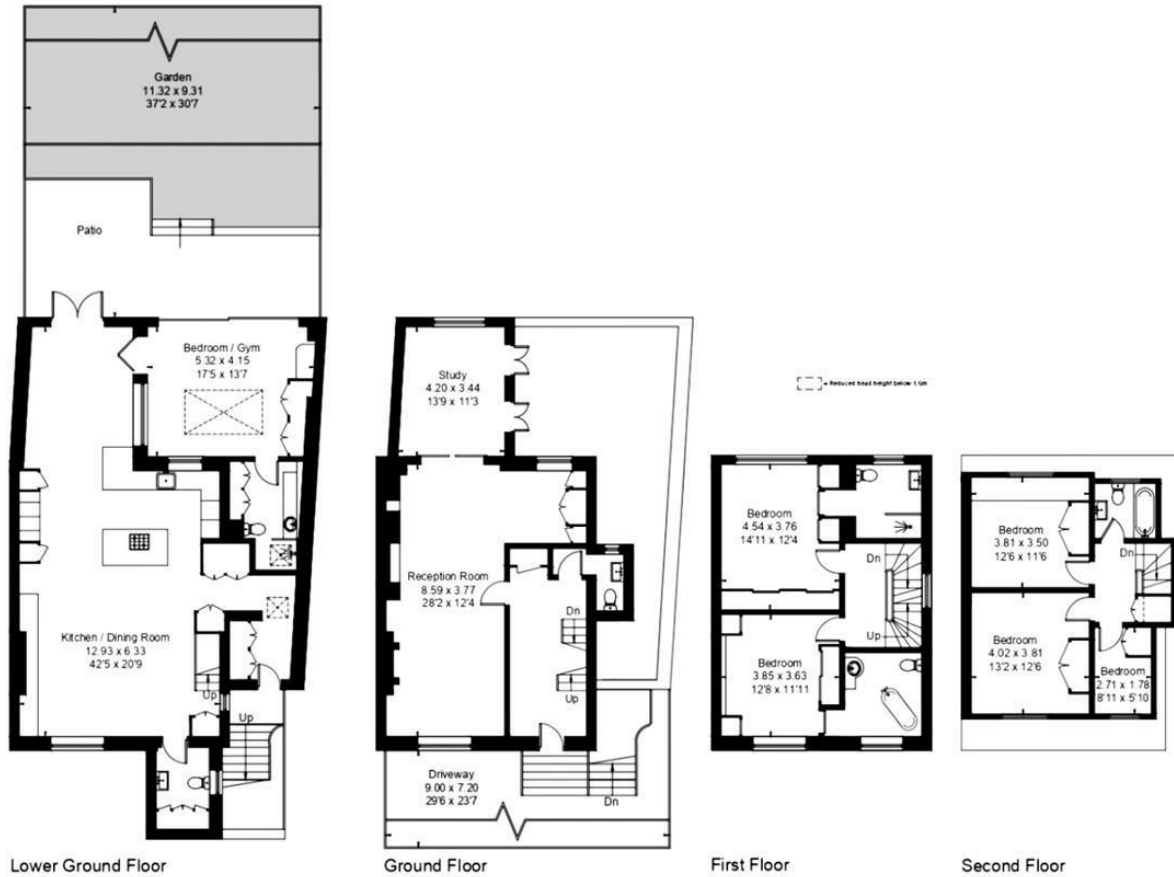 Garden
11.32 x 9.31
37'2 x 30'7
Patio
Bedroom / Gym
5.32 x 4.15
17'5 x 13'7
Kitchen / Dining Room
12.93 x 6.33
42'5 x 20'9
Up
Up
Lower Ground Floor
Study
4.20 x 3.44
13'9 x 11'3
Reception Room
8.59 x 3.77
28'2 x 12'4
Dn
Up
Driveway
9.00 x 7.20
29'6 x 23'7
Dn
Ground Floor
= Reduced head height below 1.5m
Bedroom
4.54 x 3.76
14'11 x 12'4
Dn
Up
Bedroom
3.85 x 3.63
12'8 x 11'11
First Floor
Bedroom
3.81 x 3.50
12'6 x 11'6
Dn
Bedroom
4.02 x 3.81
13'2 x 12'6
Bedroom
2.71 x 1.78
8'11 x 5'10
Second Floor